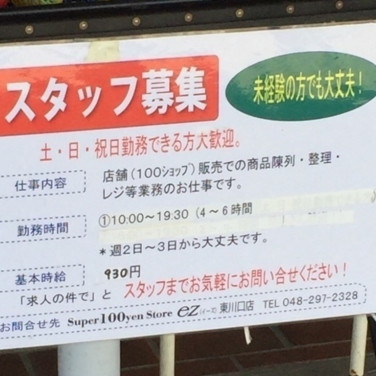 スタッフ募集
未経験の方でも大丈夫！
土・日・祝日勤務できる方大歓迎。
仕事内容
店舗（100ショップ）販売での商品陳列・整理・
レジ等業務のお仕事です。
勤務時間
①10:00～19:30（4～6時間
＊週2日～3日から大丈夫です。
基本時給
930円
「求人の件で」と スタッフまでお気軽にお問い合せください！
お問合せ先 Super100yen Store ez（イーズ）東川口店 TEL 048-297-2328